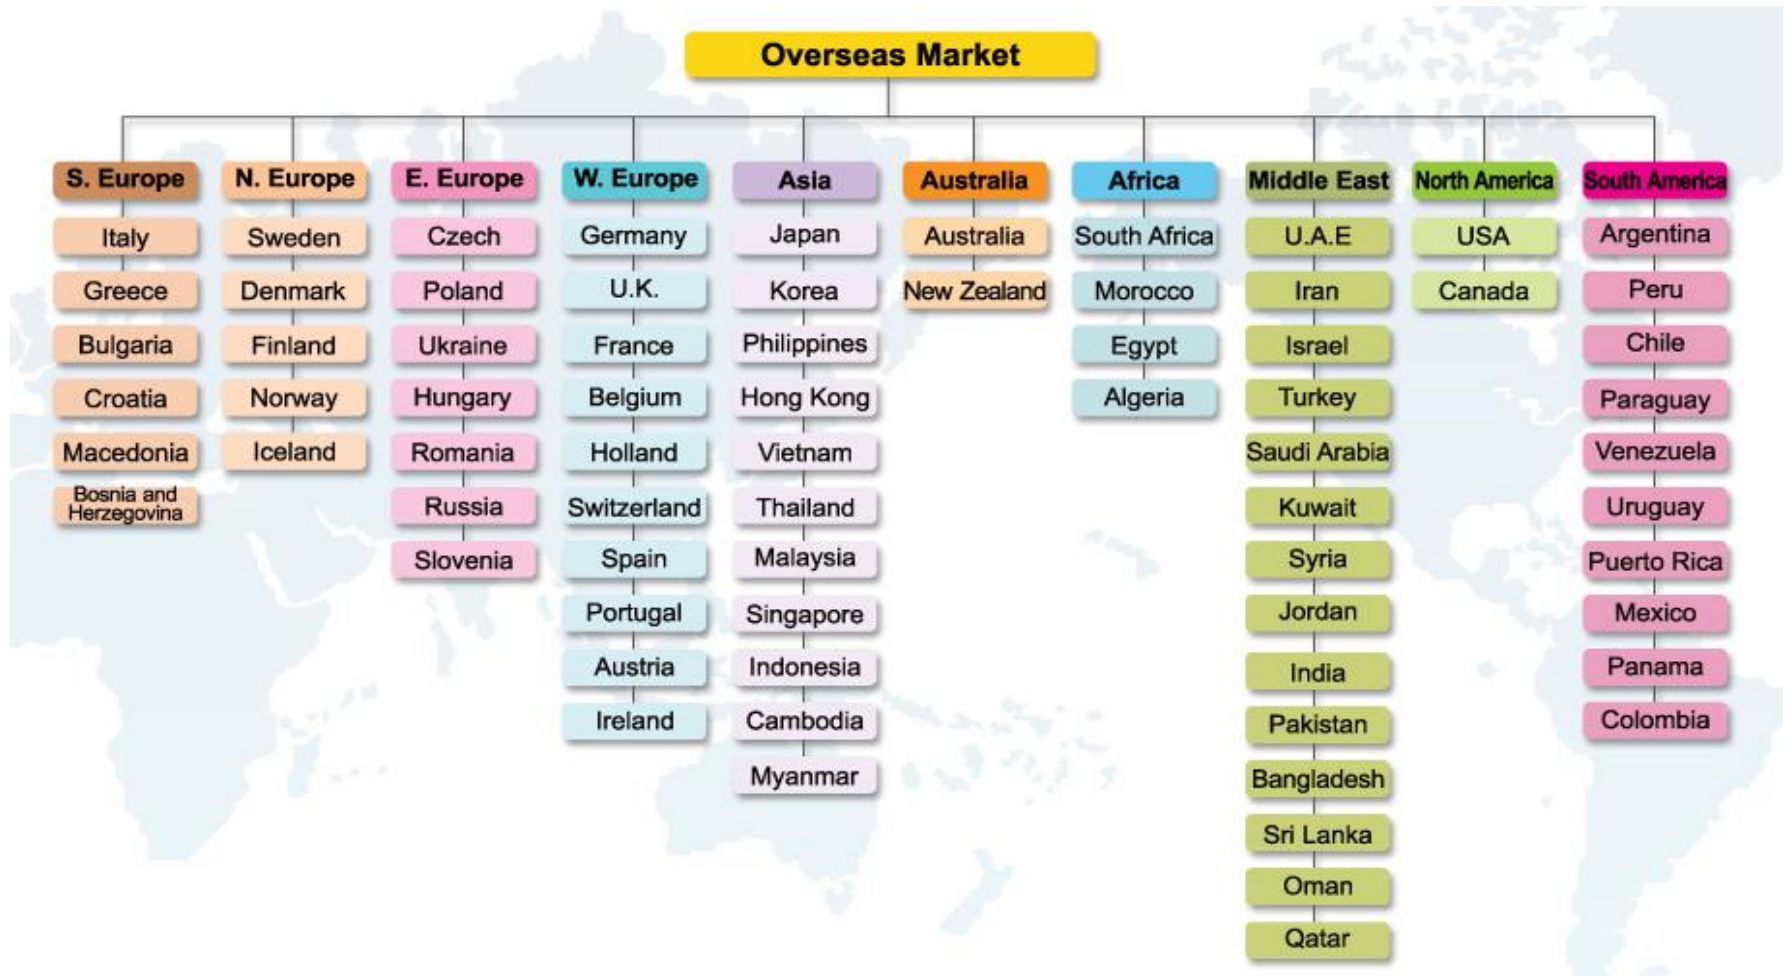 Overseas Market
S. Europe
Italy
Greece
Bulgaria
Croatia
Macedonia
Bosnia and
Herzegovina
N. Europe
Sweden
Denmark
Finland
Norway
Iceland
E. Europe
Czech
Poland
Ukraine
Hungary
Romania
Russia
Slovenia
W. Europe
Germany
U.K.
France
Belgium
Holland
Switzerland
Spain
Portugal
Austria
Ireland
Asia
Japan
Korea
Philippines
Hong Kong
Vietnam
Thailand
Malaysia
Singapore
Indonesia
Cambodia
Myanmar
Australia
Australia
New Zealand
Africa
South Africa
Morocco
Egypt
Algeria
Middle East
U.A.E
Iran
Israel
Turkey
Saudi Arabia
Kuwait
Syria
Jordan
India
Pakistan
Bangladesh
Sri Lanka
Oman
Qatar
North America
USA
Canada
South America
Argentina
Peru
Chile
Paraguay
Venezuela
Uruguay
Puerto Rica
Mexico
Panama
Colombia